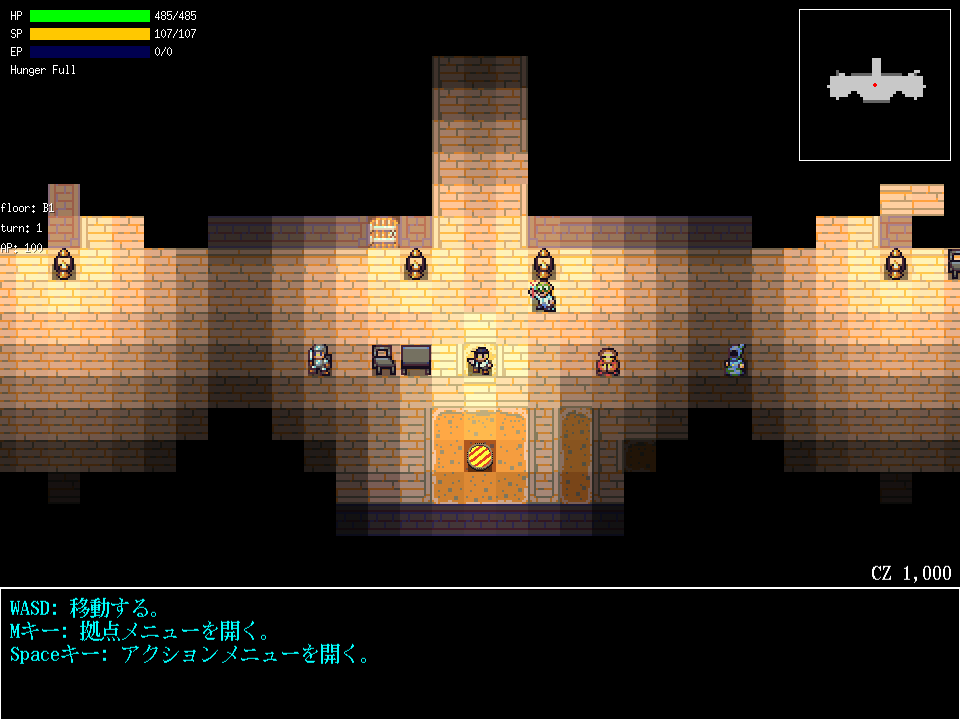 HP 485/485
SP 107/107
EP 0/0
Hunger Full
floor: B1
turn: 1
AP: 100
CZ 1,000
WASD: 移動する。
Mキー: 拠点メニューを開く。
Spaceキー: アクションメニューを開く。